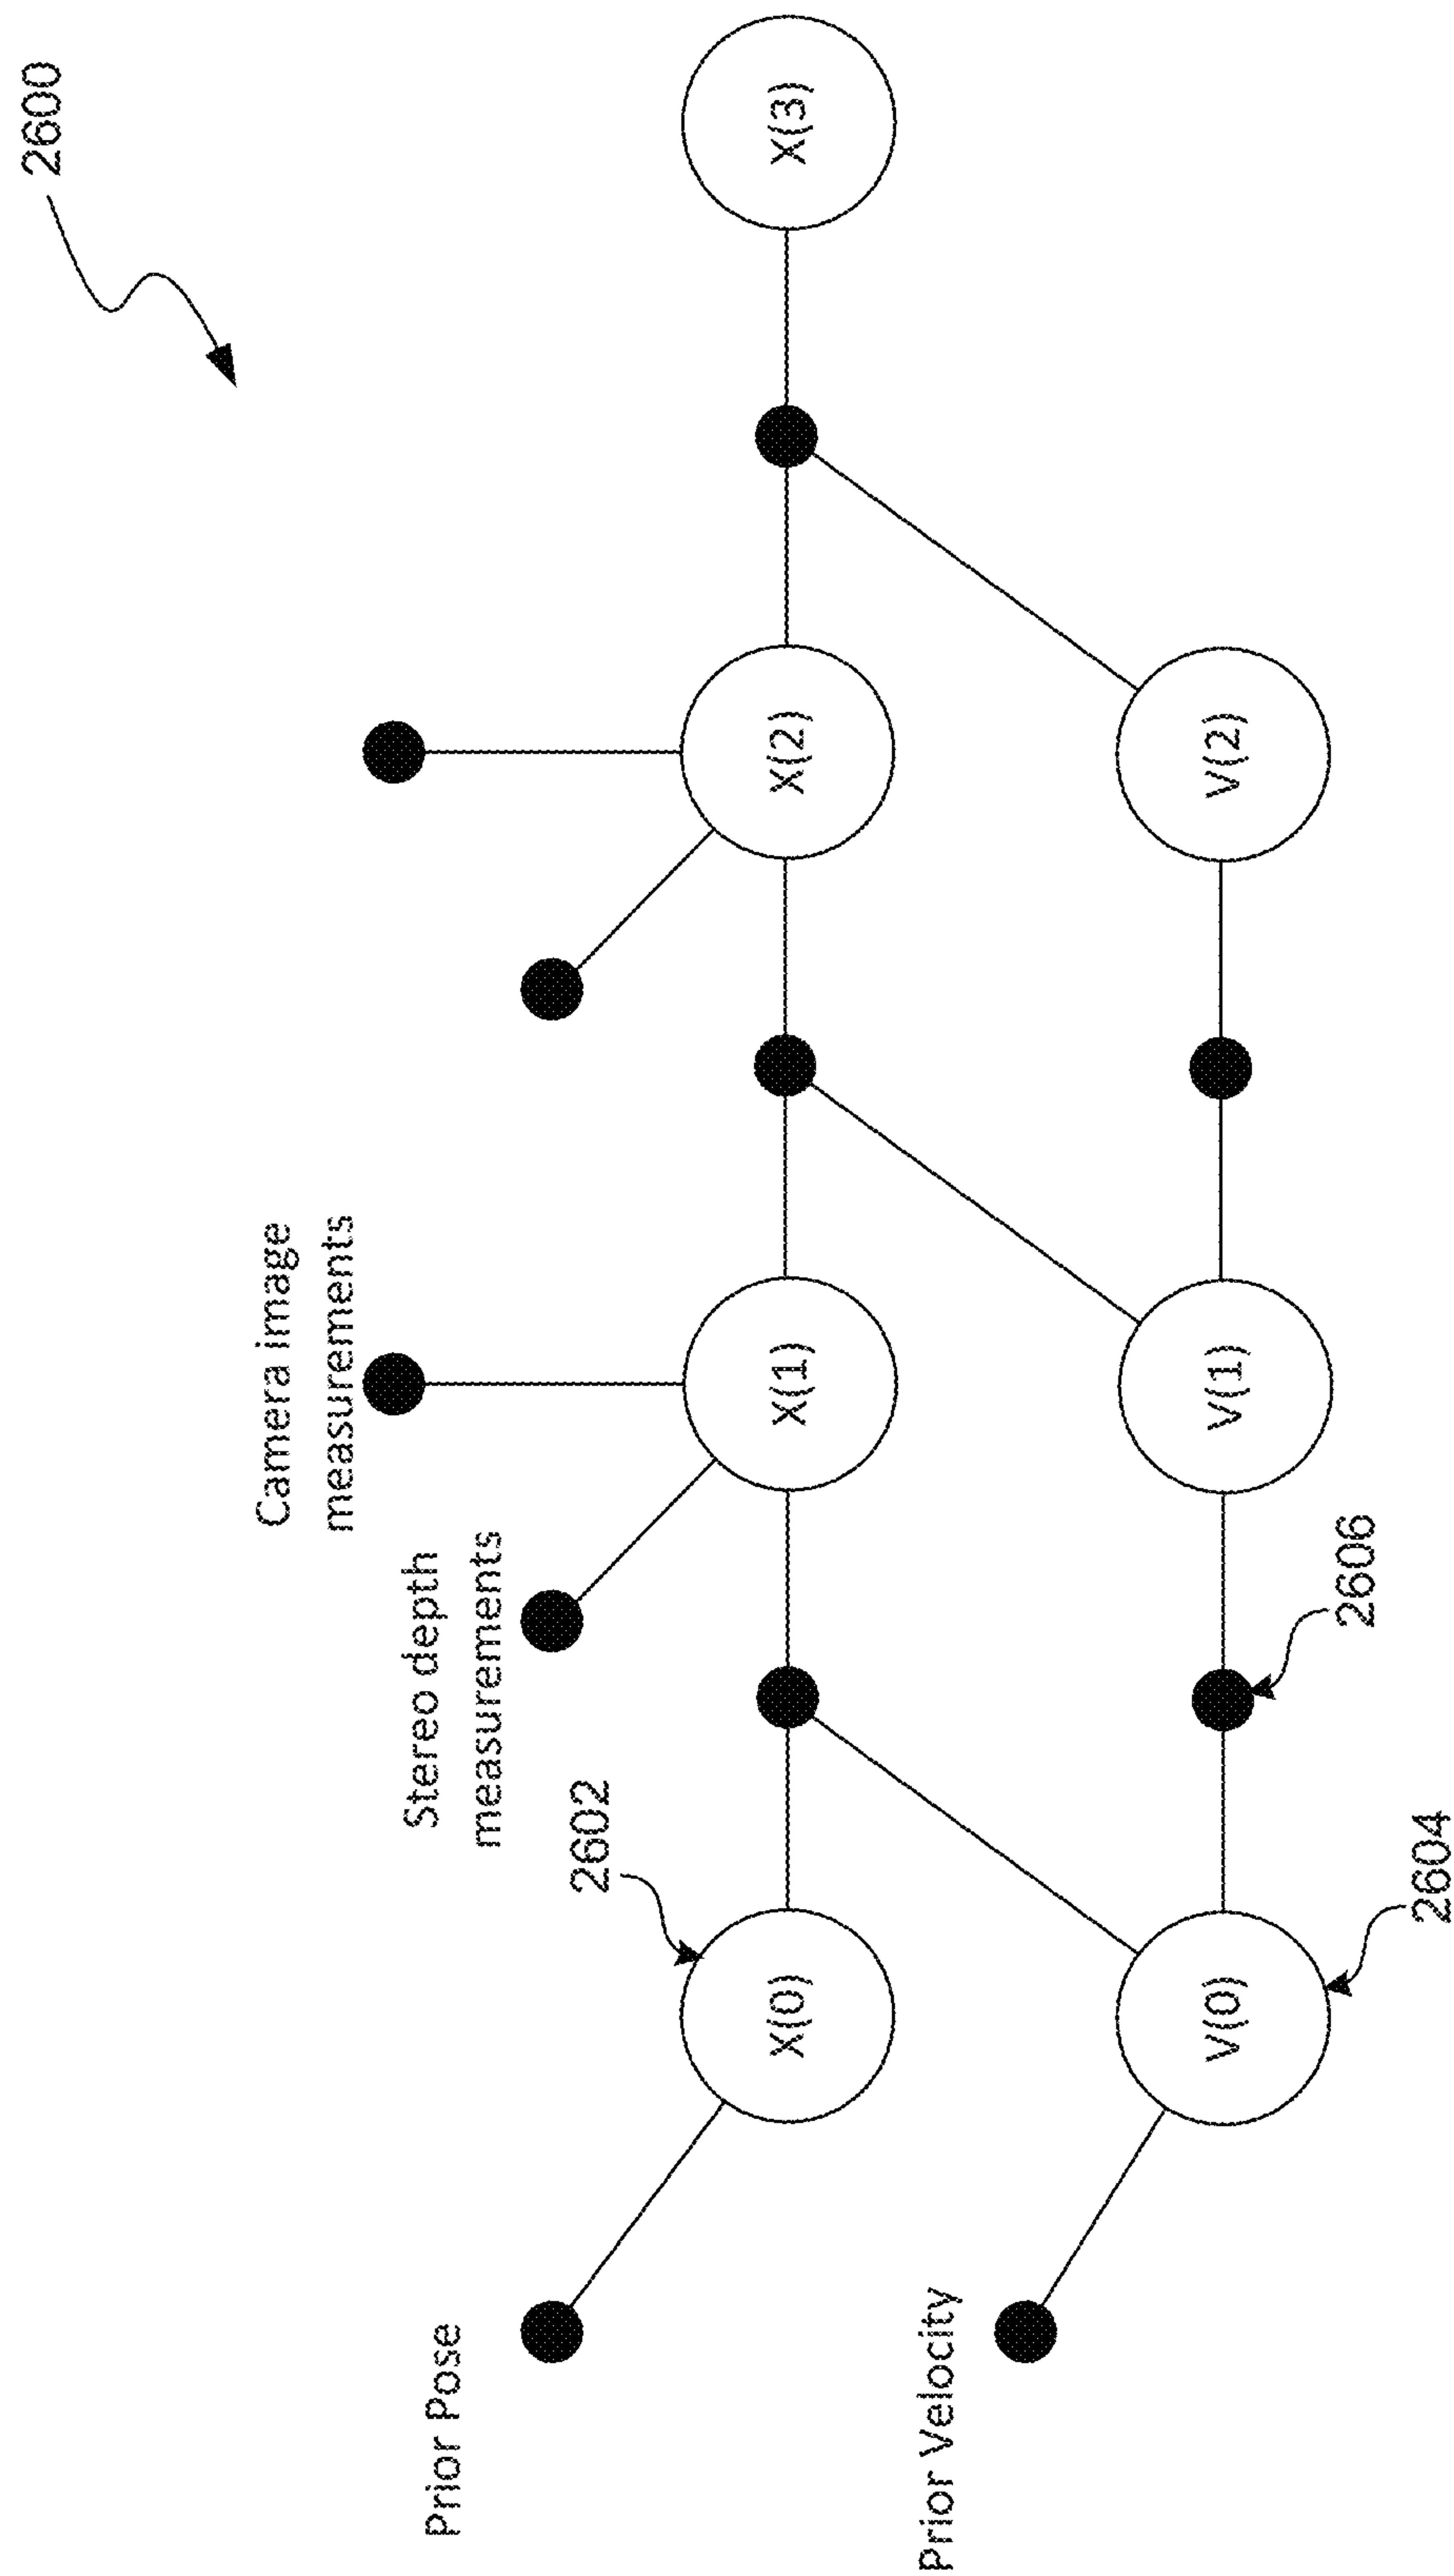 2600
Camera image
measurements
Stereo depth
measurements
Prior Pose
2602
X(0)
X(1)
X(2)
X(3)
Prior Velocity
V(0)
V(1)
V(2)
2606
2604